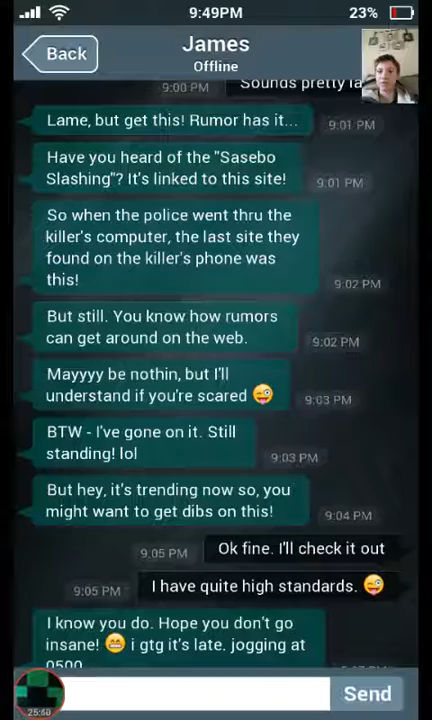 9:49PM
23%
Back
James
Offline
9:00 PM
Sounds pretty la
Lame, but get this! Rumor has it...
9:01 PM
Have you heard of the "Sasebo
Slashing"? It's linked to this site!
9:01 PM
So when the police went thru the
killer's computer, the last site they
found on the killer's phone was
this!
9:02 PM
But still. You know how rumors
can get around on the web.
9:02 PM
Mayyyy be nothin, but I'll
understand if you're scared 😜
9:03 PM
BTW - I've gone on it. Still
standing! lol
9:03 PM
But hey, it's trending now so, you
might want to get dibs on this!
9:04 PM
9:05 PM
Ok fine. I'll check it out
9:05 PM
I have quite high standards. 😜
I know you do. Hope you don't go
insane! 😁 i gtg it's late. jogging at
0500
Send